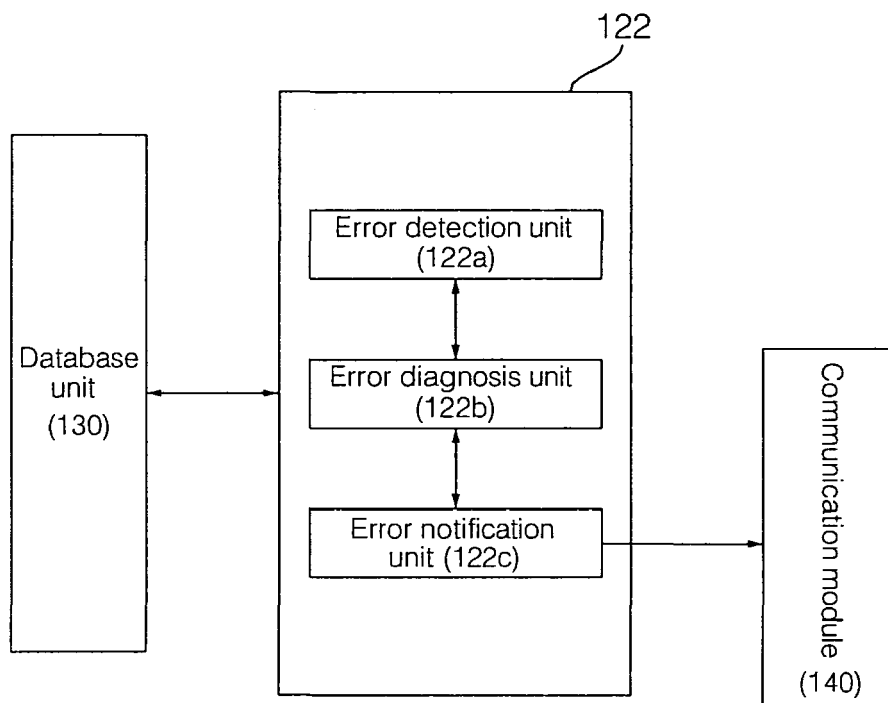 122
Error detection unit
(122a)
Database
unit
(130)
Error diagnosis unit
(122b)
Error notification
unit (122c)
Communication module
(140)